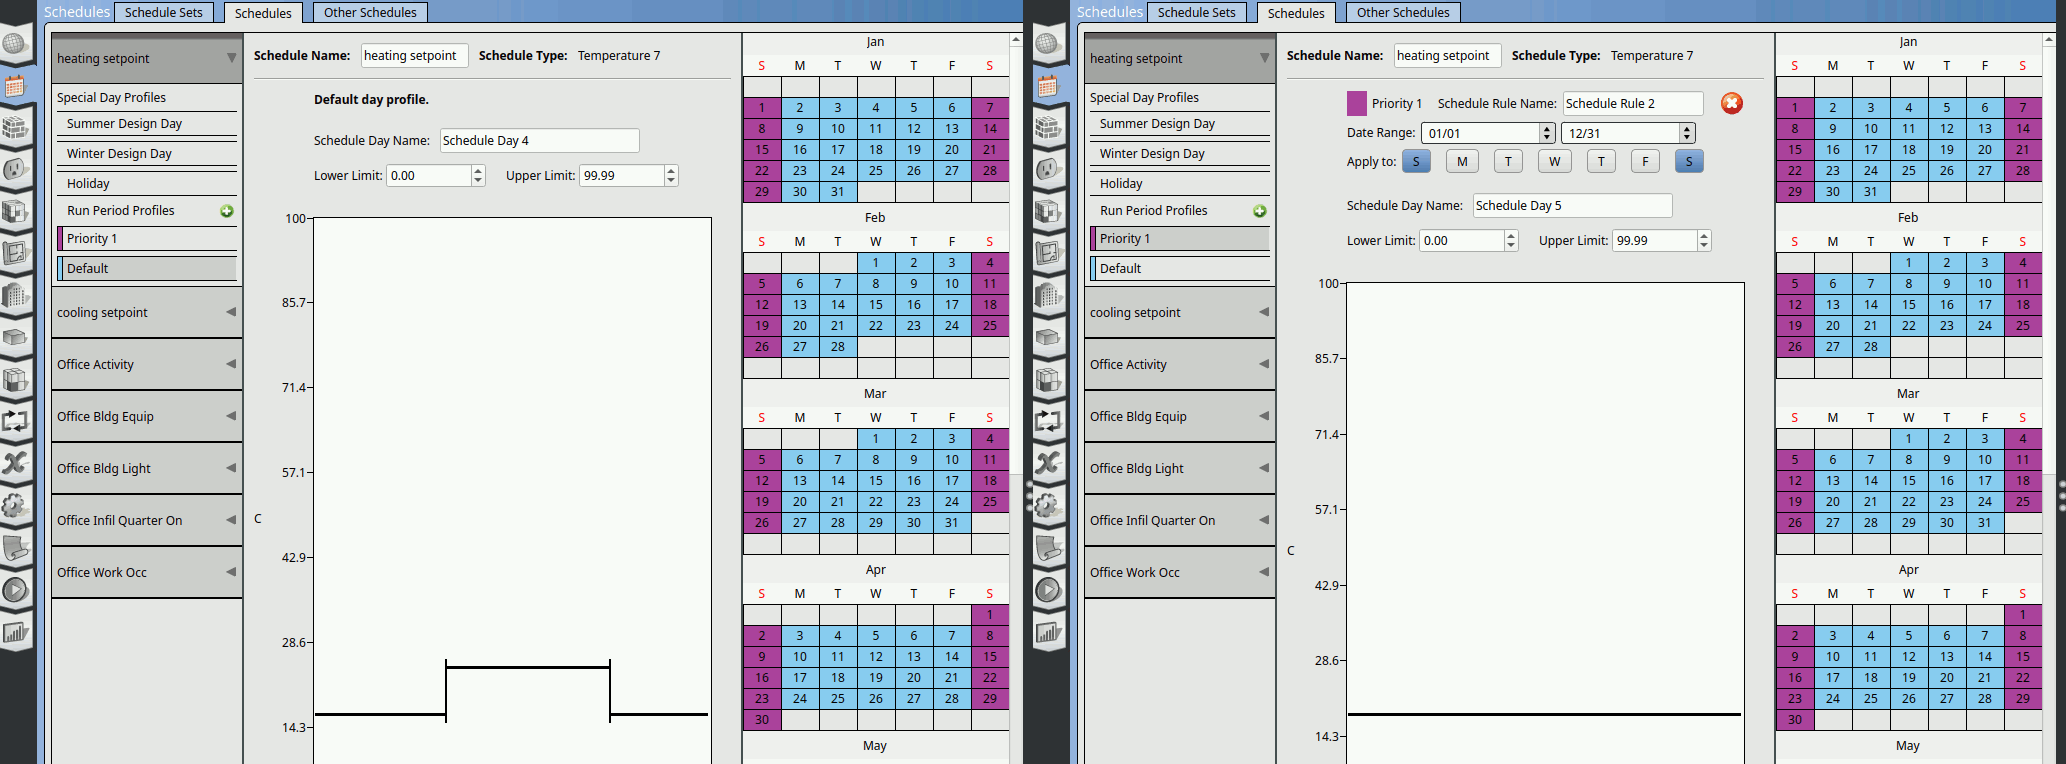 Schedules Schedule Sets Schedules Other Schedules
heating setpoint
Special Day Profiles
Summer Design Day
Winter Design Day
Holiday
Run Period Profiles
Priority 1
Default
cooling setpoint
Office Activity
Office Bldg Equip
Office Bldg Light
Office Infil Quarter On
Office Work Occ
Schedule Name: heating setpoint Schedule Type: Temperature 7
Default day profile.
Schedule Day Name: Schedule Day 4
Lower Limit: 0.00 Upper Limit: 99.99
100
85.7
71.4
57.1
C
42.9
28.6
14.3
Jan
S M T W T F S
1 2 3 4 5 6 7
8 9 10 11 12 13 14
15 16 17 18 19 20 21
22 23 24 25 26 27 28
29 30 31
Feb
S M T W T F S
1 2 3 4
5 6 7 8 9 10 11
12 13 14 15 16 17 18
19 20 21 22 23 24 25
26 27 28
Mar
S M T W T F S
1 2 3 4
5 6 7 8 9 10 11
12 13 14 15 16 17 18
19 20 21 22 23 24 25
26 27 28 29 30 31
Apr
S M T W T F S
1
2 3 4 5 6 7 8
9 10 11 12 13 14 15
16 17 18 19 20 21 22
23 24 25 26 27 28 29
30
May
Schedules Schedule Sets Schedules Other Schedules
heating setpoint
Special Day Profiles
Summer Design Day
Winter Design Day
Holiday
Run Period Profiles
Priority 1
Default
cooling setpoint
Office Activity
Office Bldg Equip
Office Bldg Light
Office Infil Quarter On
Office Work Occ
Schedule Name: heating setpoint Schedule Type: Temperature 7
Priority 1 Schedule Rule Name: Schedule Rule 2
Date Range: 01/01 12/31
Apply to: S M T W T F S
Schedule Day Name: Schedule Day 5
Lower Limit: 0.00 Upper Limit: 99.99
100
85.7
71.4
57.1
C
42.9
28.6
14.3
Jan
S M T W T F S
1 2 3 4 5 6 7
8 9 10 11 12 13 14
15 16 17 18 19 20 21
22 23 24 25 26 27 28
29 30 31
Feb
S M T W T F S
1 2 3 4
5 6 7 8 9 10 11
12 13 14 15 16 17 18
19 20 21 22 23 24 25
26 27 28
Mar
S M T W T F S
1 2 3 4
5 6 7 8 9 10 11
12 13 14 15 16 17 18
19 20 21 22 23 24 25
26 27 28 29 30 31
Apr
S M T W T F S
1
2 3 4 5 6 7 8
9 10 11 12 13 14 15
16 17 18 19 20 21 22
23 24 25 26 27 28 29
30
May